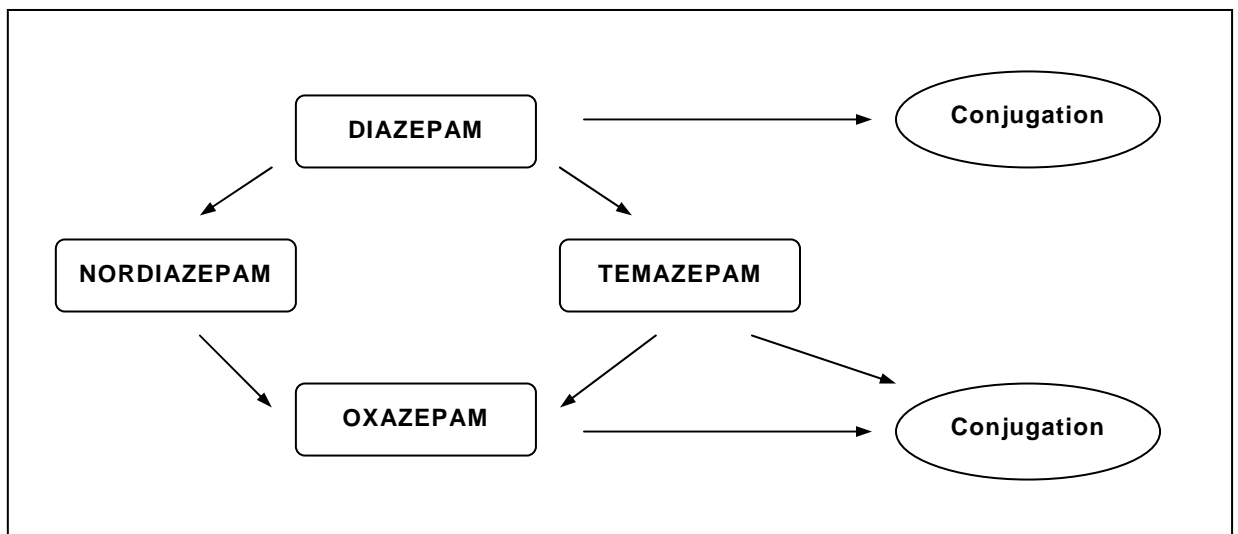 DIAZEPAM
Conjugation
NORDIAZEPAM
TEMAZEPAM
OXAZEPAM
Conjugation